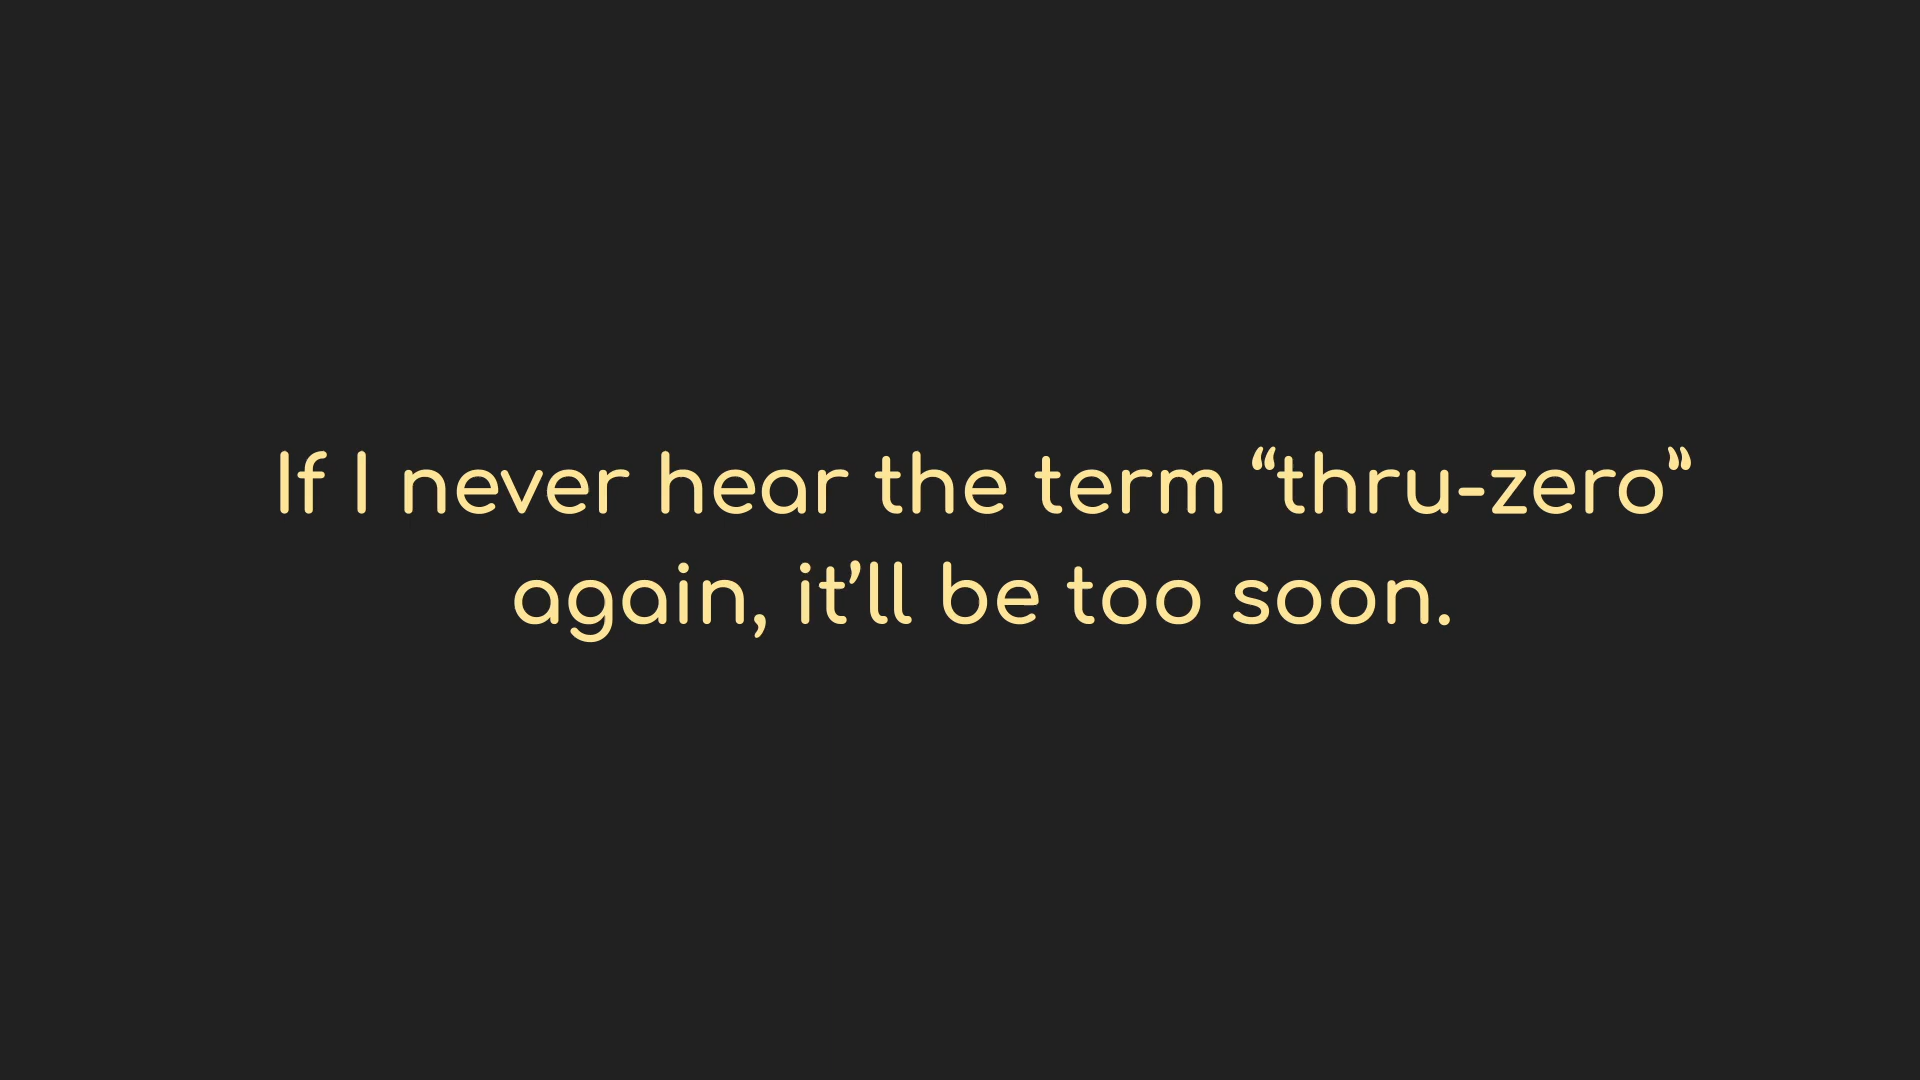 If I never hear the term “thru-zero”
again, it’ll be too soon.